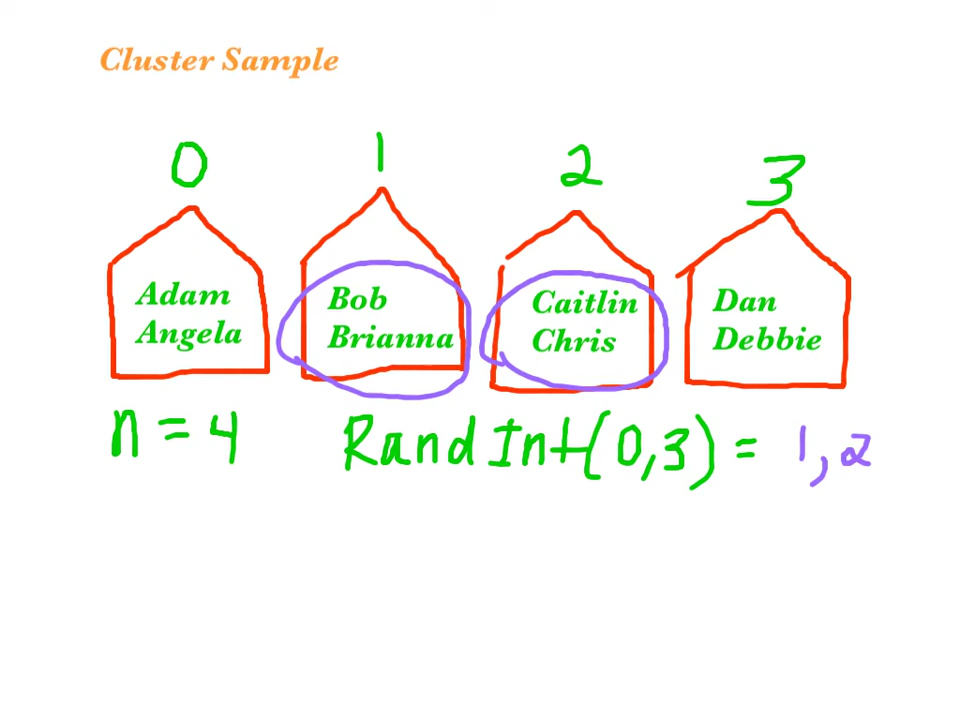 Cluster Sample
0 1 2 3
Adam
Angela
Bob
Brianna
Caitlin
Chris
Dan
Debbie
n = 4
RandInt(0,3) = 1,2